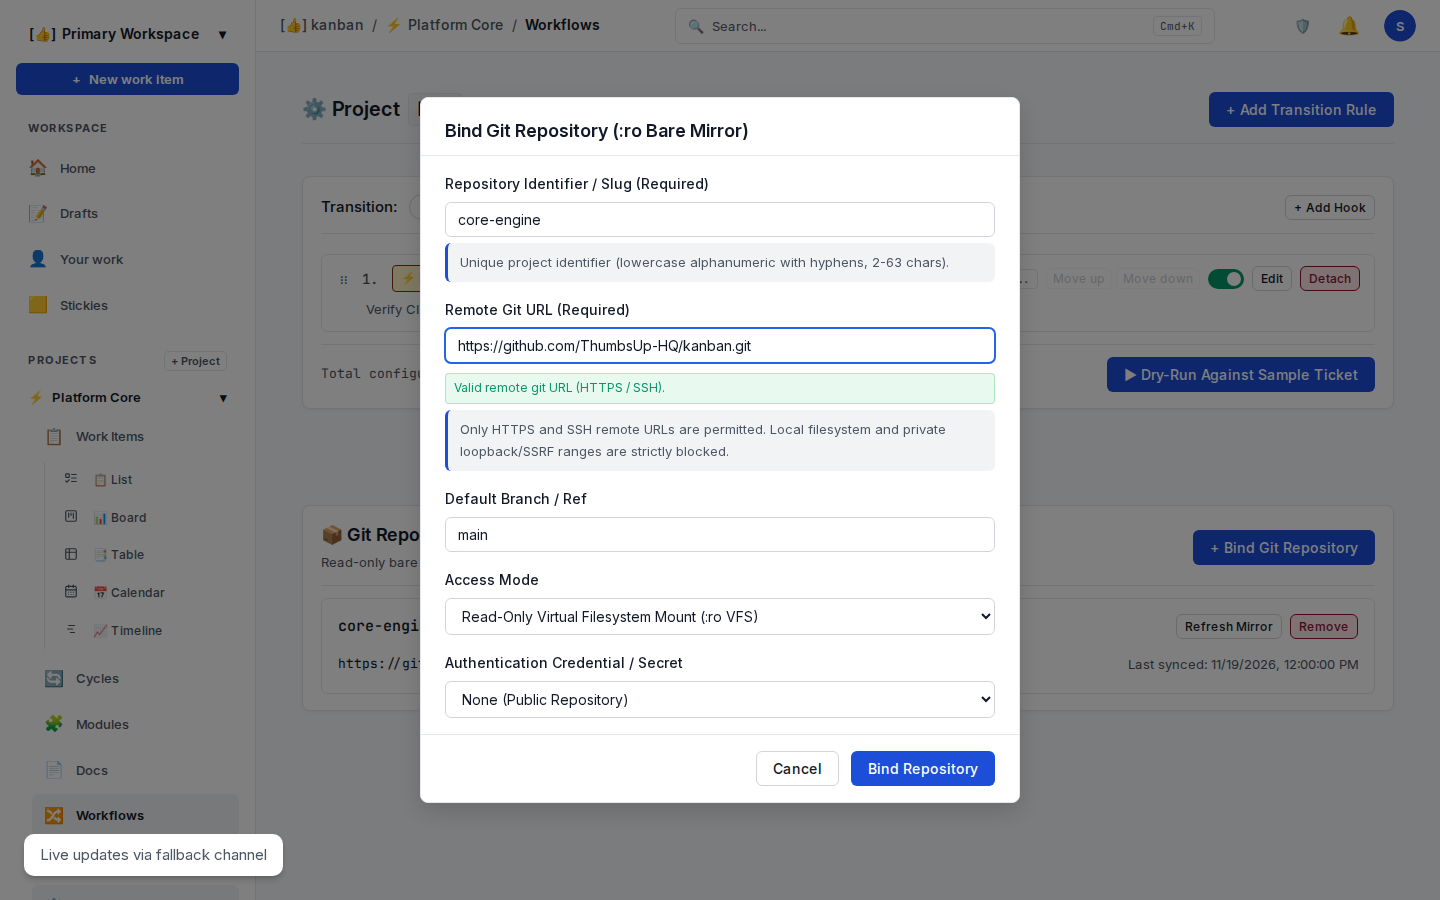 [👍] Primary Workspace ▼
+ New work item
WORKSPACE
🏠 Home
📝 Drafts
👤 Your work
🟨 Stickies
PROJECTS
+ Project
⚡ Platform Core ▼
📋 Work Items
📋 List
📊 Board
📑 Table
📅 Calendar
📈 Timeline
🔄 Cycles
🧩 Modules
📄 Docs
🔀 Workflows
Live updates via fallback channel
[👍] kanban / ⚡ Platform Core / Workflows
🔍 Search...
Cmd+K
🛡️ 🔔 S
⚙️ Project
+ Add Transition Rule
Transition:
+ Add Hook
⠿ 1. ⚡
Move up
Move down
Edit
Detach
Verify
Total
▶ Dry-Run Against Sample Ticket
📦 Git
Read-only bare
+ Bind Git Repository
Refresh Mirror
Remove
Last synced: 11/19/2026, 12:00:00 PM
Bind Git Repository (:ro Bare Mirror)
Repository Identifier / Slug (Required)
core-engine
Unique project identifier (lowercase alphanumeric with hyphens, 2-63 chars).
Remote Git URL (Required)
https://github.com/ThumbsUp-HQ/kanban.git
Valid remote git URL (HTTPS / SSH).
Only HTTPS and SSH remote URLs are permitted. Local filesystem and private
loopback/SSRF ranges are strictly blocked.
Default Branch / Ref
main
Access Mode
Read-Only Virtual Filesystem Mount (:ro VFS)
Authentication Credential / Secret
None (Public Repository)
Cancel
Bind Repository